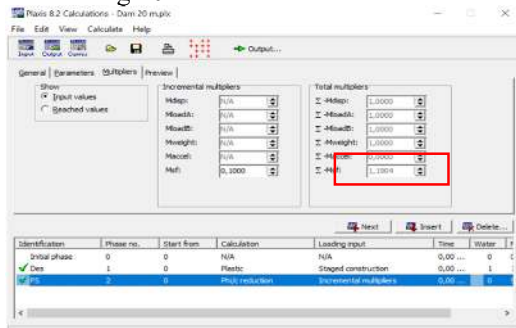 Plaxis 8.2 Calculations - Dam 20 m.plx
File Edit View Calculate Help
Input Output Curves Output...
General Parameters Multipliers Preview
Show
Input values
Reached values
Incremental multipliers
Mdisp: N/A
MloadA: N/A
MloadB: N/A
Mweight: N/A
Maccel: N/A
Msf: 0,1000
Total multipliers
Σ -Mdisp: 1,0000
Σ -MloadA: 1,0000
Σ -MloadB: 1,0000
Σ -Mweight: 1,0000
Σ -Maccel: 0,0000
Σ -Msf: 1,1904
Next Insert Delete...
Identification Phase no. Start from Calculation Loading input Time Water F
Initial phase 0 0 N/A N/A 0,00 ... 0 0
Des 1 0 Plastic Staged construction 0,00 ... 1 1
FS 2 0 Phi/c reduction Incremental multipliers 0,00 ... 0